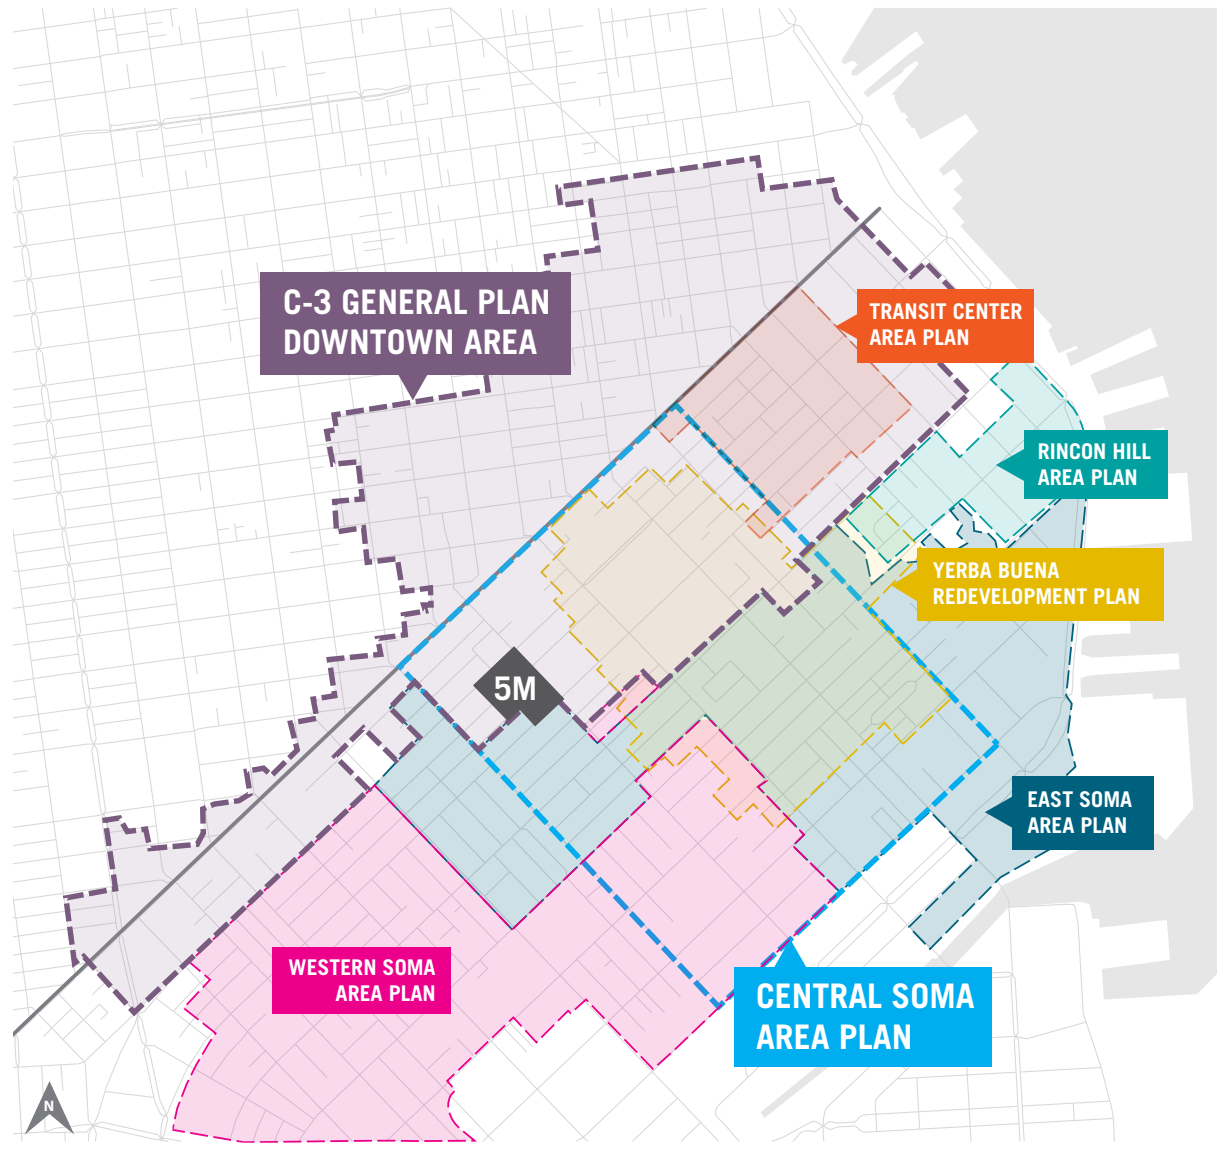 C-3 GENERAL PLAN
DOWNTOWN AREA
TRANSIT CENTER
AREA PLAN
RINCON HILL
AREA PLAN
YERBA BUENA
REDEVELOPMENT PLAN
5M
EAST SOMA
AREA PLAN
WESTERN SOMA
AREA PLAN
CENTRAL SOMA
AREA PLAN
N